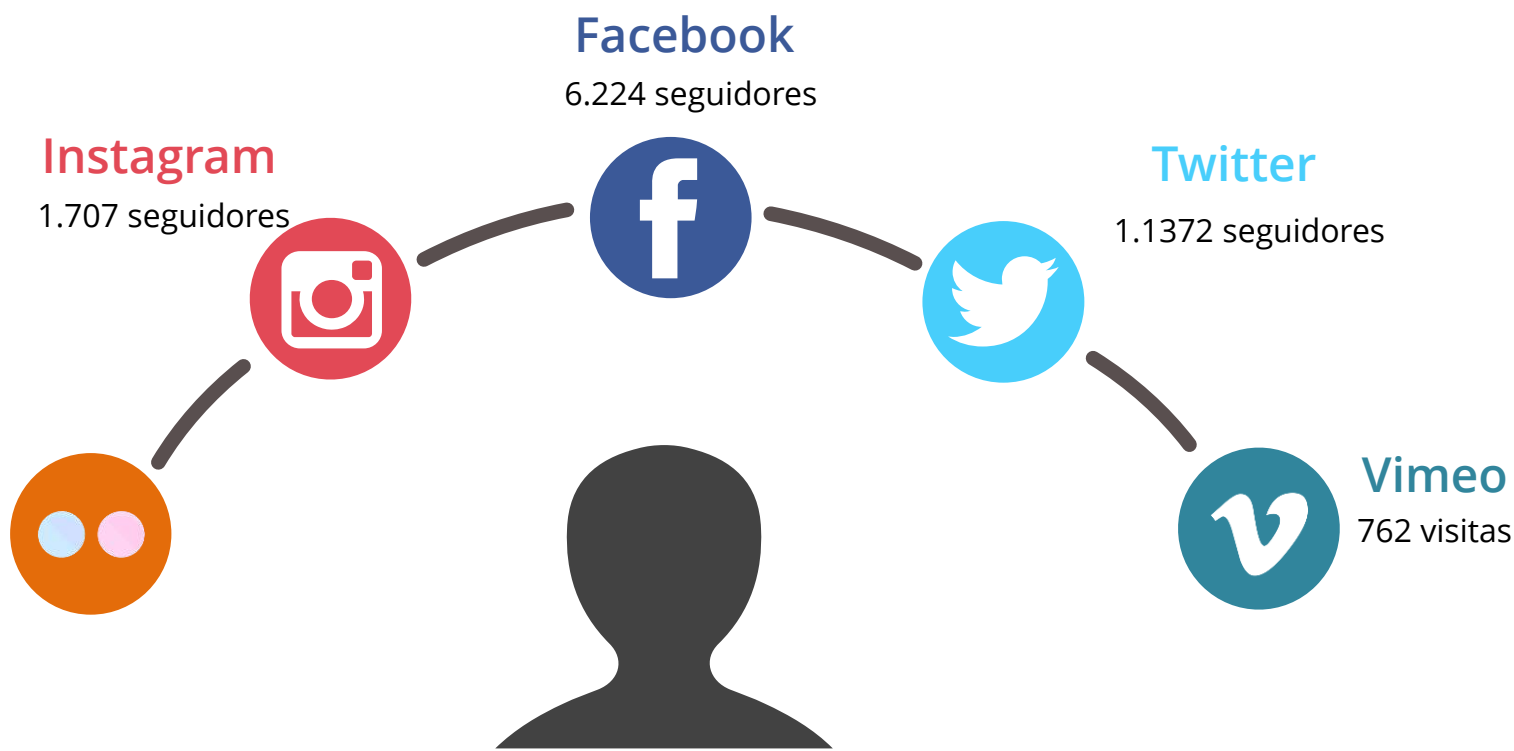 Facebook
6.224 seguidores
Instagram
1.707 seguidores
Twitter
1.1372 seguidores
Vimeo
762 visitas